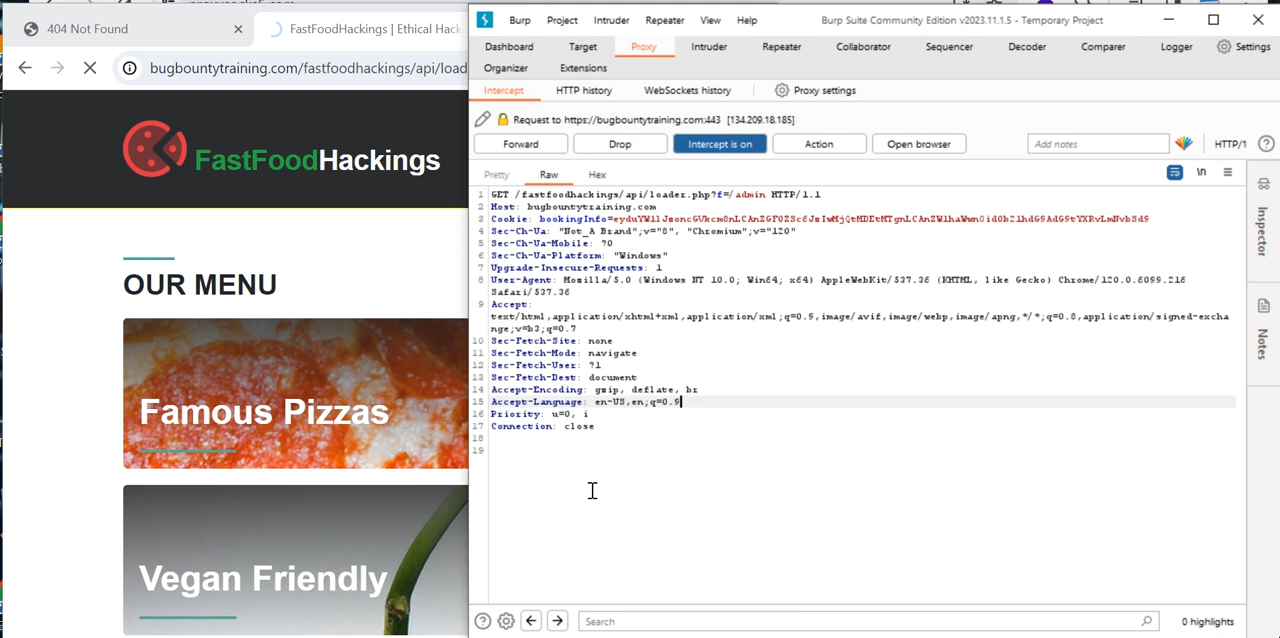 404 Not Found
FastFoodHackings | Ethical Hack
bugbountytraining.com/fastfoodhackings/api/load
FastFoodHackings
OUR MENU
Famous Pizzas
Vegan Friendly
Burp Project Intruder Repeater View Help Burp Suite Community Edition v2023.11.1.5 - Temporary Project
Dashboard Target Proxy Intruder Repeater Collaborator Sequencer Decoder Comparer Logger Settings
Organizer Extensions
Intercept HTTP history WebSockets history Proxy settings
Request to https://bugbountytraining.com:443 [134.209.18.185]
Forward Drop Intercept is on Action Open browser Add notes HTTP/1
Pretty Raw Hex \n
1 GET /fastfoodhackings/api/loader.php?f=/admin HTTP/1.1
2 Host: bugbountytraining.com
3 Cookie:
4 Sec-Ch-Ua: "Not_A Brand";v="8", "Chromium";v="120"
5 Sec-Ch-Ua-Mobile: ?0
6 Sec-Ch-Ua-Platform: "Windows"
7 Upgrade-Insecure-Requests: 1
8 User-Agent: Mozilla/5.0 (Windows NT 10.0; Win64; x64) AppleWebKit/537.36 (KHTML, like Gecko) Chrome/120.0.6099.216
Safari/537.36
9 Accept:
text/html,application/xhtml+xml,application/xml;q=0.9,image/avif,image/webp,image/apng,*/*;q=0.8,application/signed-excha
nge;v=b3;q=0.7
10 Sec-Fetch-Site: none
11 Sec-Fetch-Mode: navigate
12 Sec-Fetch-User: ?1
13 Sec-Fetch-Dest: document
14 Accept-Encoding: gzip, deflate, br
15 Accept-Language: en-US,en;q=0.9
16 Priority: u=0, i
17 Connection: close
18
19
Inspector
Notes
Search 0 highlights